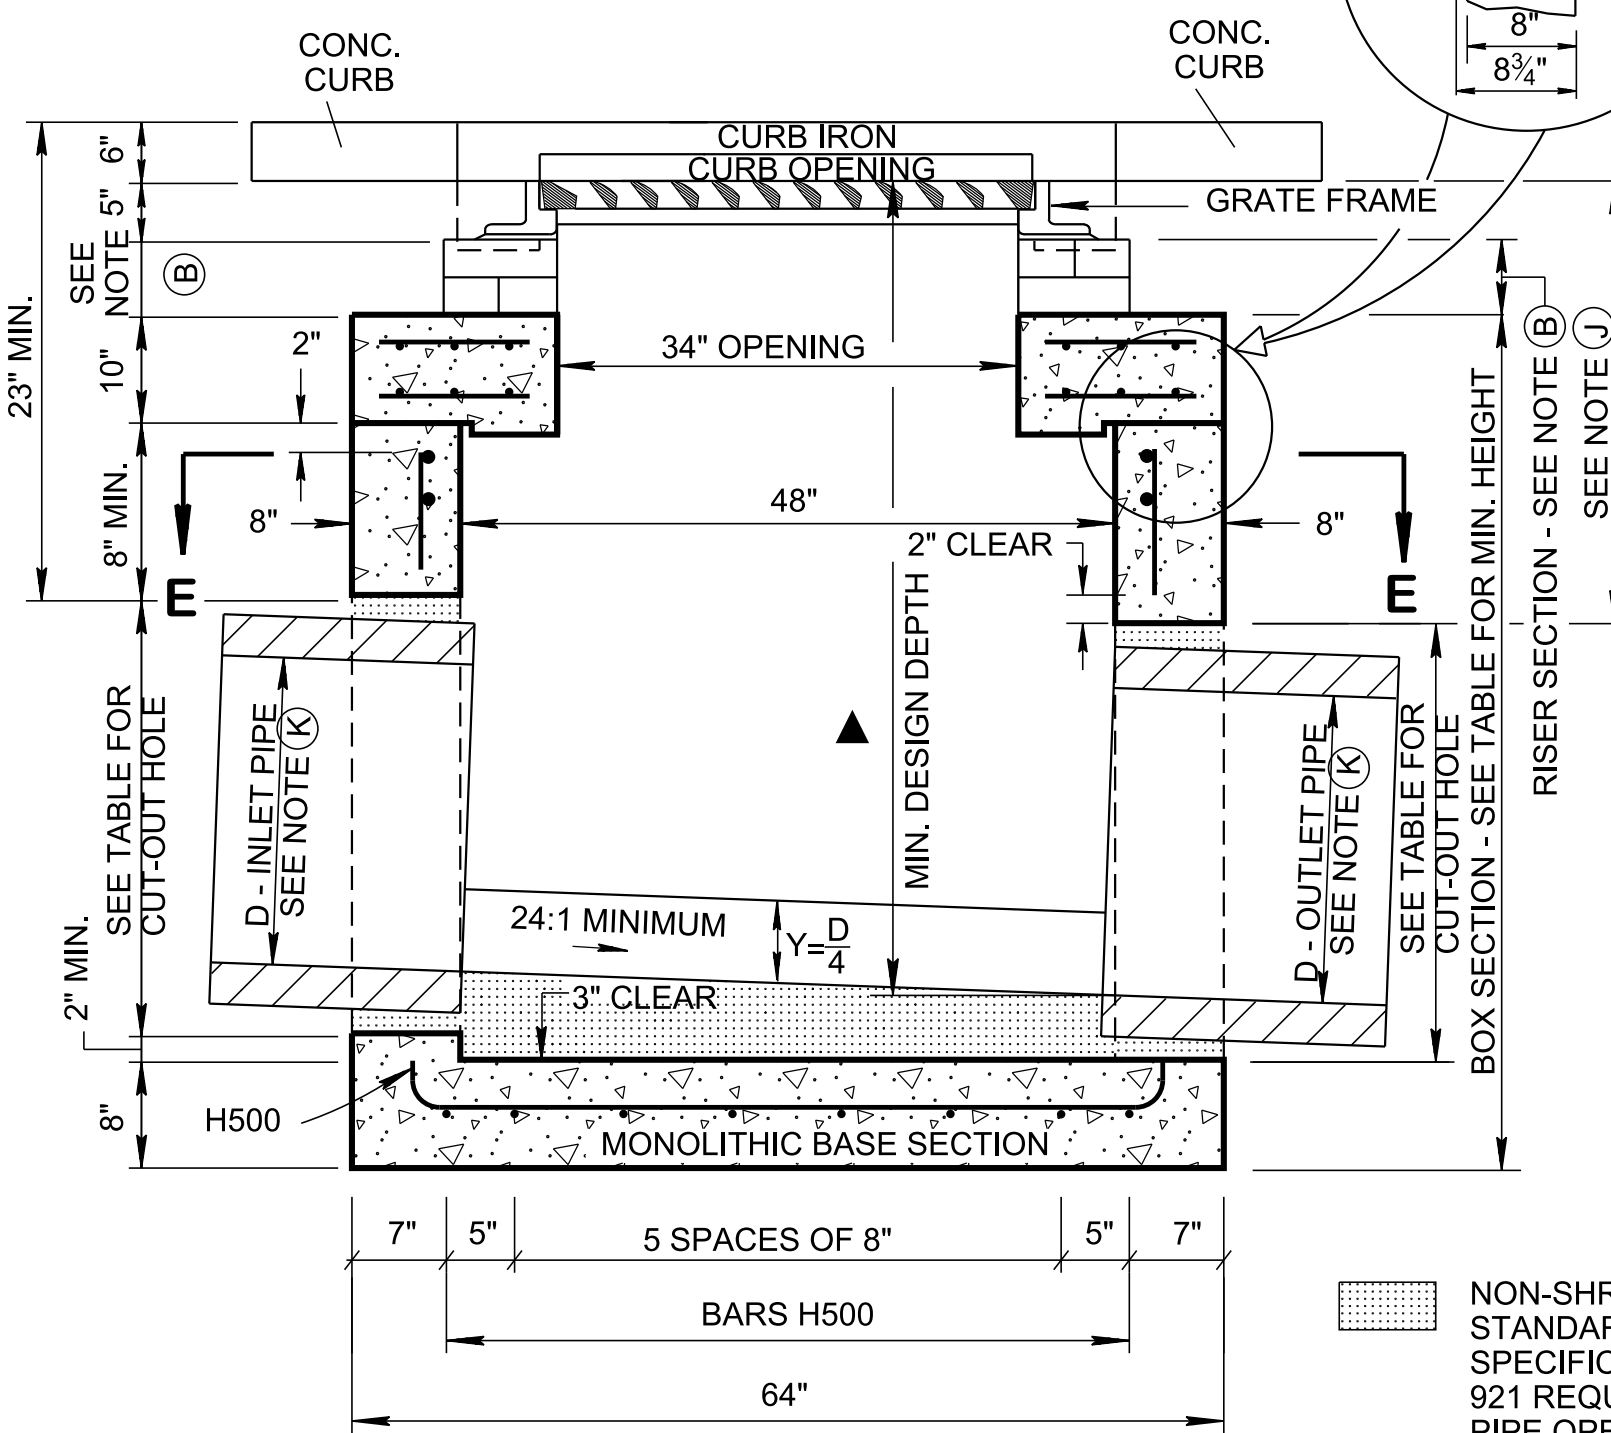 8"
8¾"
CONC.
CURB
CONC.
CURB
CURB IRON
CURB OPENING
GRATE FRAME
6"
5"
SEE
NOTE
B
23" MIN.
10"
2"
34" OPENING
8" MIN.
8"
48"
8"
2" CLEAR
E
E
MIN. DESIGN DEPTH
SEE TABLE FOR
CUT-OUT HOLE
D - INLET PIPE
SEE NOTE K
D - OUTLET PIPE
SEE NOTE K
SEE TABLE FOR
CUT-OUT HOLE
BOX SECTION - SEE TABLE FOR MIN. HEIGHT
RISER SECTION - SEE NOTE B
SEE NOTE J
24:1 MINIMUM
Y=D/4
3" CLEAR
2" MIN.
8"
H500
MONOLITHIC BASE SECTION
7"
5"
5 SPACES OF 8"
5"
7"
BARS H500
64"
NON-SHR
STANDAR
SPECIFIC
921 REQU
PIPE OPE